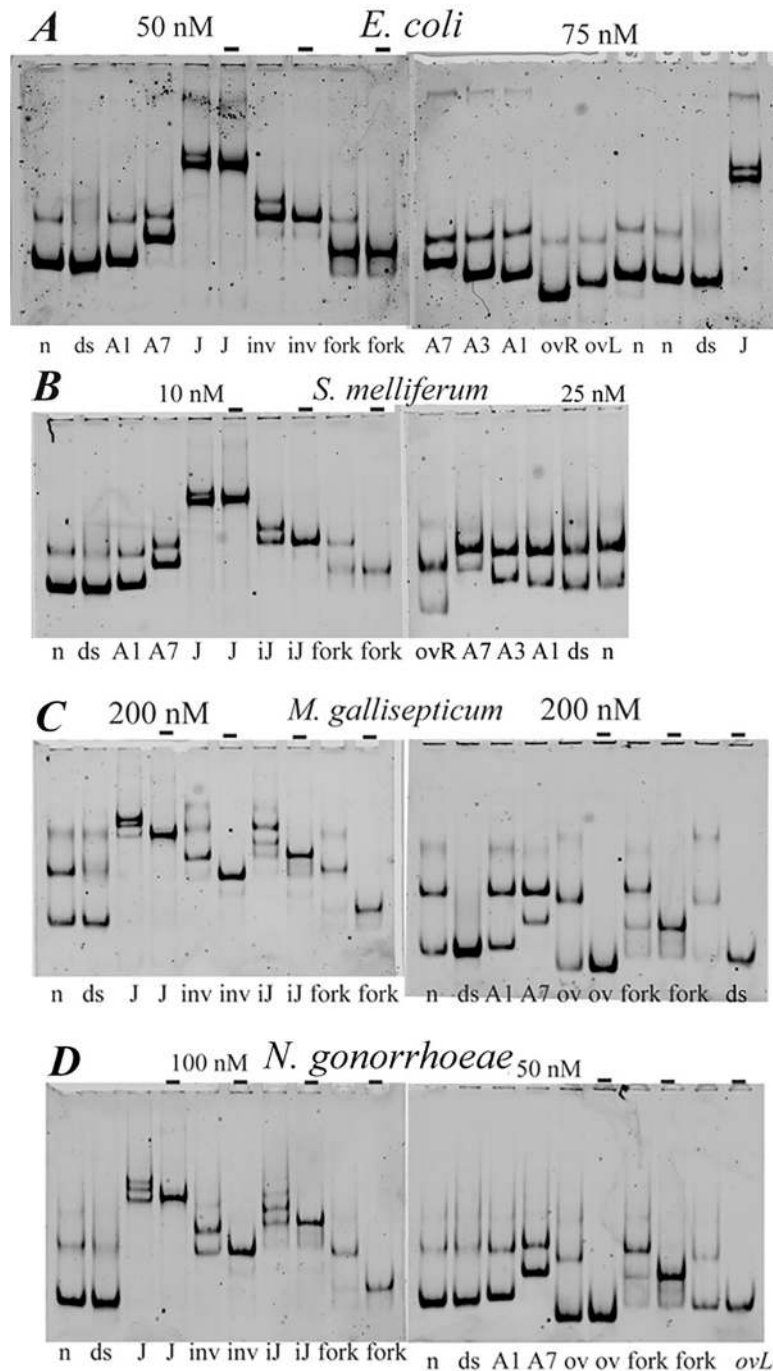 A 50 nM E. coli 75 nM
n ds A1 A7 J J inv inv fork fork A7 A3 A1 ovR ovL n n ds J
B 10 nM S. melliferum 25 nM
n ds A1 A7 J J iJ iJ fork fork ovR A7 A3 A1 ds n
C 200 nM M. gallisepticum 200 nM
n ds J J inv inv iJ iJ fork fork n ds A1 A7 ov ov fork fork ds
D 100 nM N. gonorrhoeae 50 nM
n ds J J inv inv iJ iJ fork fork n ds A1 A7 ov ov fork fork ovL